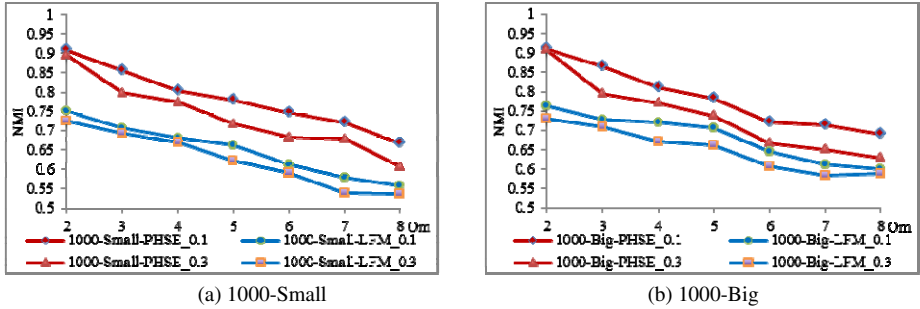 1
0.95
0.9
0.85
0.8
0.75
0.7
0.65
0.6
0.55
0.5
NMI
2 3 4 5 6 7 8 Om
1000-Small-PHSE_0.1 1000-Small-LFM_0.1
1000-Small-PHSE_0.3 1000-Small-LFM_0.3
(a) 1000-Small
1
0.95
0.9
0.85
0.8
0.75
0.7
0.65
0.6
0.55
0.5
NMI
2 3 4 5 6 7 8 Om
1000-Big-PHSE_0.1 1000-Big-LFM_0.1
1000-Big-PHSE_0.3 1000-Big-LFM_0.3
(b) 1000-Big